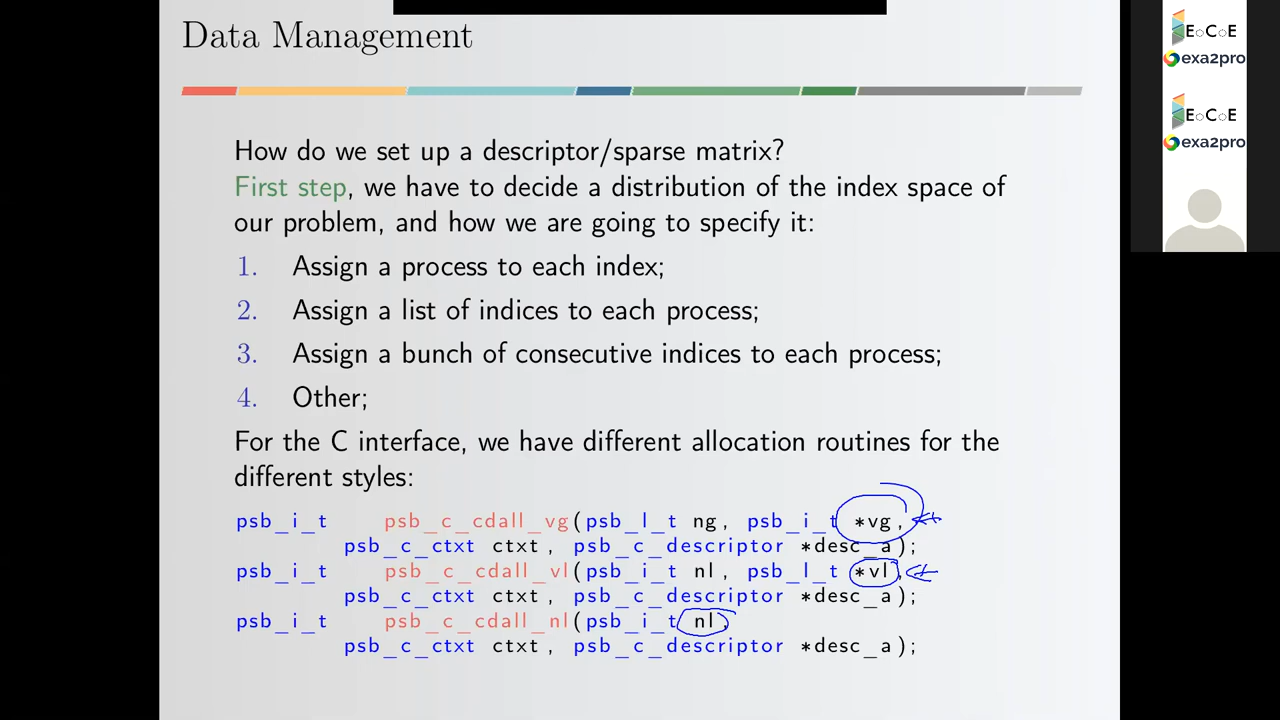 Data Management
How do we set up a descriptor/sparse matrix?
First step, we have to decide a distribution of the index space of
our problem, and how we are going to specify it:
1. Assign a process to each index;
2. Assign a list of indices to each process;
3. Assign a bunch of consecutive indices to each process;
4. Other;
For the C interface, we have different allocation routines for the
different styles:
psb_i_t psb_c_cdall_vg(psb_l_t ng, psb_i_t *vg,
psb_c_ctxt ctxt, psb_c_descriptor *desc_a);
psb_i_t psb_c_cdall_vl(psb_i_t nl, psb_l_t *vl,
psb_c_ctxt ctxt, psb_c_descriptor *desc_a);
psb_i_t psb_c_cdall_nl(psb_i_t nl,
psb_c_ctxt ctxt, psb_c_descriptor *desc_a);
EoCoE
exa2pro
EoCoE
exa2pro